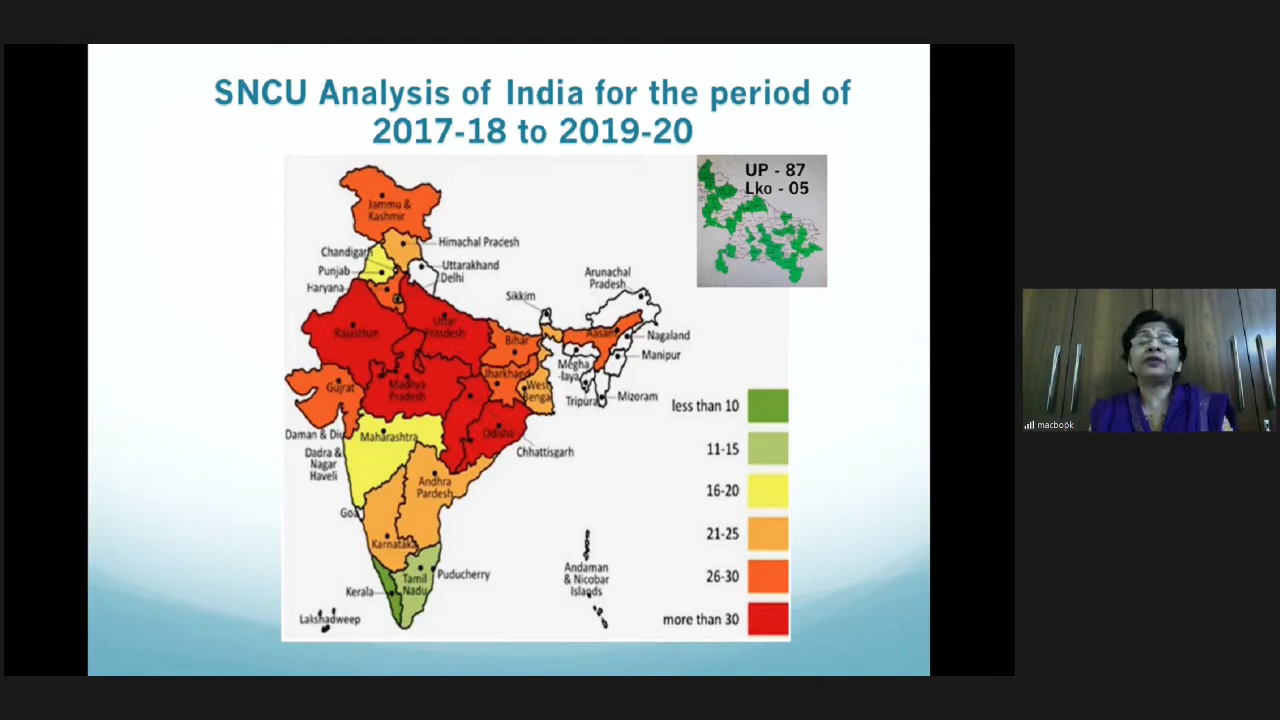 SNCU Analysis of India for the period of
2017-18 to 2019-20
UP - 87
Lko - 05
Jammu &
Kashmir
Himachal Pradesh
Chandigarh
Punjab
Uttarakhand
Delhi
Haryana
Arunachal
Pradesh
Sikkim
Rajasthan
Uttar
Prasdesh
Bihar
Aasam
Nagaland
Manipur
Megha
-laya
Gujrat
Madhya
Pradesh
Jharkhand
West
Bengal
Tripura
Mizoram
Daman & Diu
Maharashtra
Odisha
Chhattisgarh
Dadra &
Nagar
Haveli
Andhra
Pardesh
Goa
Karnataka
Kerala
Tamil
Nadu
Puducherry
Lakshadweep
Andaman
& Nicobar
Islands
less than 10
11-15
16-20
21-25
26-30
more than 30
macbook